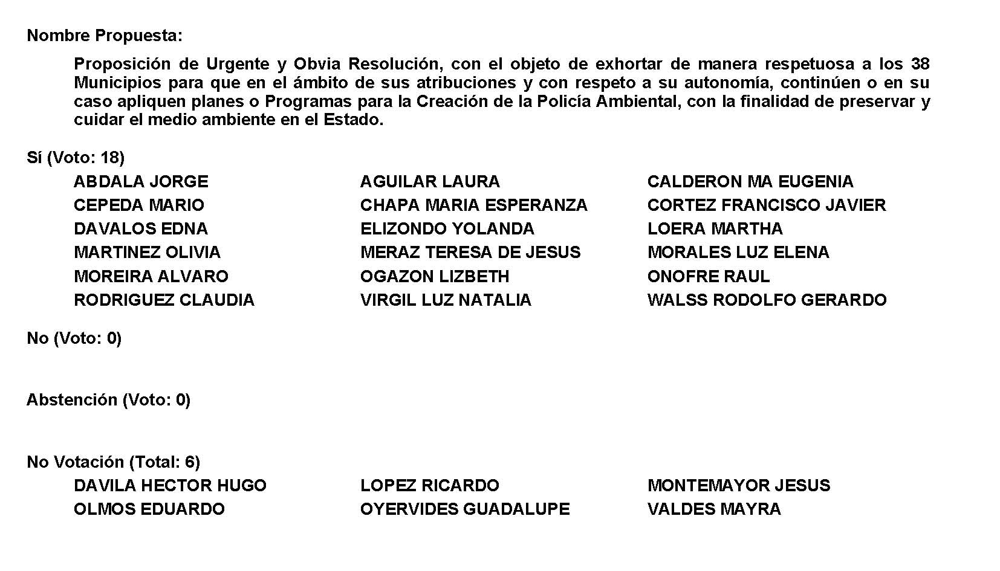 Nombre Propuesta:
Proposición de Urgente y Obvia Resolución, con el objeto de exhortar de manera respetuosa a los 38
Municipios para que en el ámbito de sus atribuciones y con respeto a su autonomía, continúen o en su
caso apliquen planes o Programas para la Creación de la Policía Ambiental, con la finalidad de preservar y
cuidar el medio ambiente en el Estado.
Sí (Voto: 18)
ABDALA JORGE AGUILAR LAURA CALDERON MA EUGENIA
CEPEDA MARIO CHAPA MARIA ESPERANZA CORTEZ FRANCISCO JAVIER
DAVALOS EDNA ELIZONDO YOLANDA LOERA MARTHA
MARTINEZ OLIVIA MERAZ TERESA DE JESUS MORALES LUZ ELENA
MOREIRA ALVARO OGAZON LIZBETH ONOFRE RAUL
RODRIGUEZ CLAUDIA VIRGIL LUZ NATALIA WALSS RODOLFO GERARDO
No (Voto: 0)
Abstención (Voto: 0)
No Votación (Total: 6)
DAVILA HECTOR HUGO LOPEZ RICARDO MONTEMAYOR JESUS
OLMOS EDUARDO OYERVIDES GUADALUPE VALDES MAYRA